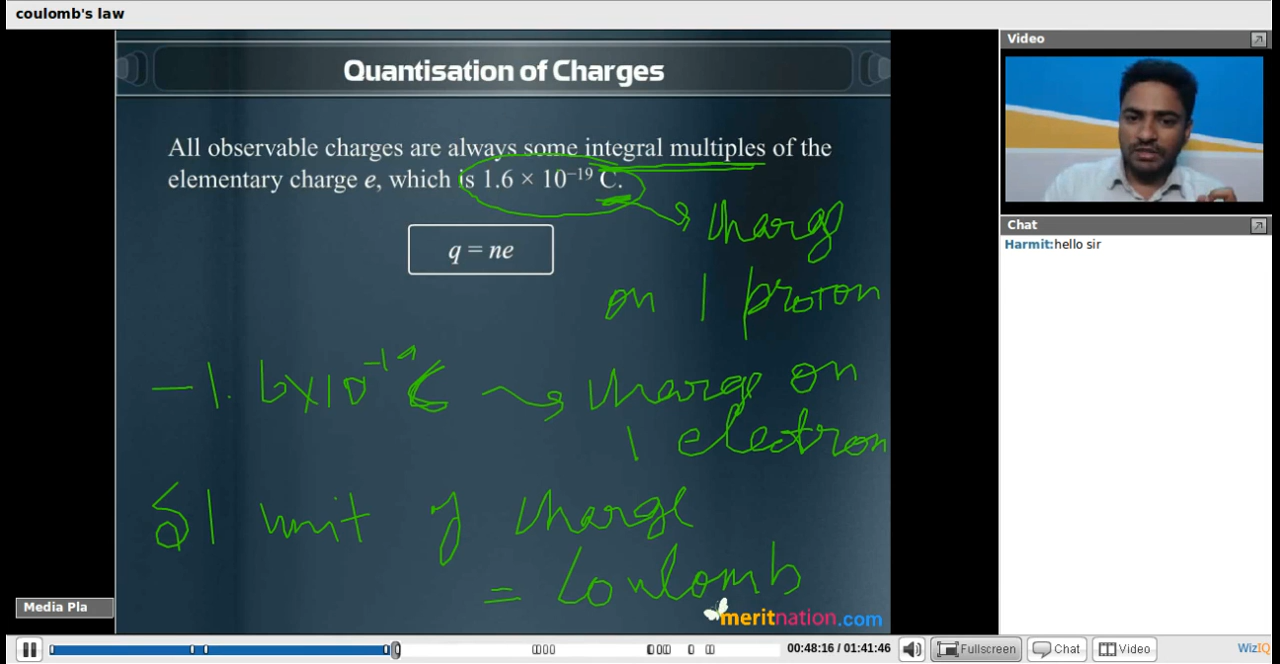 coulomb's law
Quantisation of Charges
All observable charges are always some integral multiples of the
elementary charge e, which is 1.6 × 10⁻¹⁹ C.
q = ne
charge
on 1 proton
-1.6×10⁻¹⁹ C → charge on
1 electron
SI unit of charge
= Coulomb
meritnation.com
Media Pla
Video
Chat
Harmit:hello sir
00:48:16 / 01:41:46
Fullscreen
Chat
Video
WizIQ